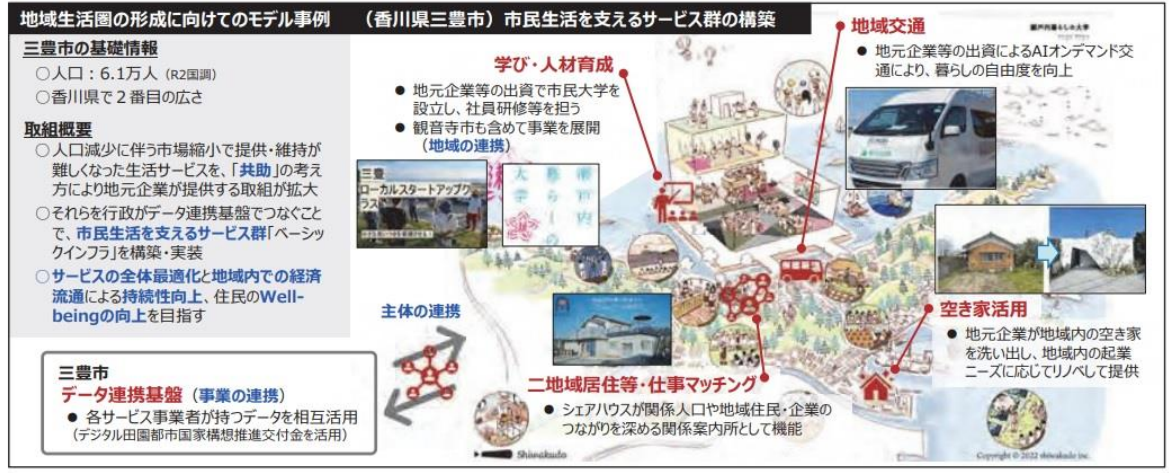 地域生活圏の形成に向けてのモデル事例 （香川県三豊市）市民生活を支えるサービス群の構築
三豊市の基礎情報
○人口：6.1万人（R2国調）
○香川県で２番目の広さ
取組概要
○人口減少に伴う市場縮小で提供・維持が
難しくなった生活サービスを、「共助」の考え
方により地元企業が提供する取組が拡大
○それらを行政がデータ連携基盤でつなぐこと
で、市民生活を支えるサービス群「ベーシッ
クインフラ」を構築・実装
○サービスの全体最適化と地域内での経済
流通による持続性向上、住民のWell-
beingの向上を目指す
三豊市
データ連携基盤（事業の連携）
● 各サービス事業者が持つデータを相互活用
（デジタル田園都市国家構想推進交付金を活用）
主体の連携
学び・人材育成
● 地元企業等の出資で市民大学を
設立し、社員研修等を担う
● 観音寺市も含めて事業を展開
（地域の連携）
三豊
ローカルスタートアップク
ラス
瀬戸内
暮らしの
大学
地域交通
● 地元企業等の出資によるAIオンデマンド交
通により、暮らしの自由度を向上
瀬戸内暮らしの大学
空き家活用
● 地元企業が地域内の空き家
を洗い出し、地域内の起業
ニーズに応じてリノベして提供
二地域居住等・仕事マッチング
● シェアハウスが関係人口や地域住民・企業の
つながりを深める関係案内所として機能
Shiwakudo
Copyright © 2022 shiwakudo inc.